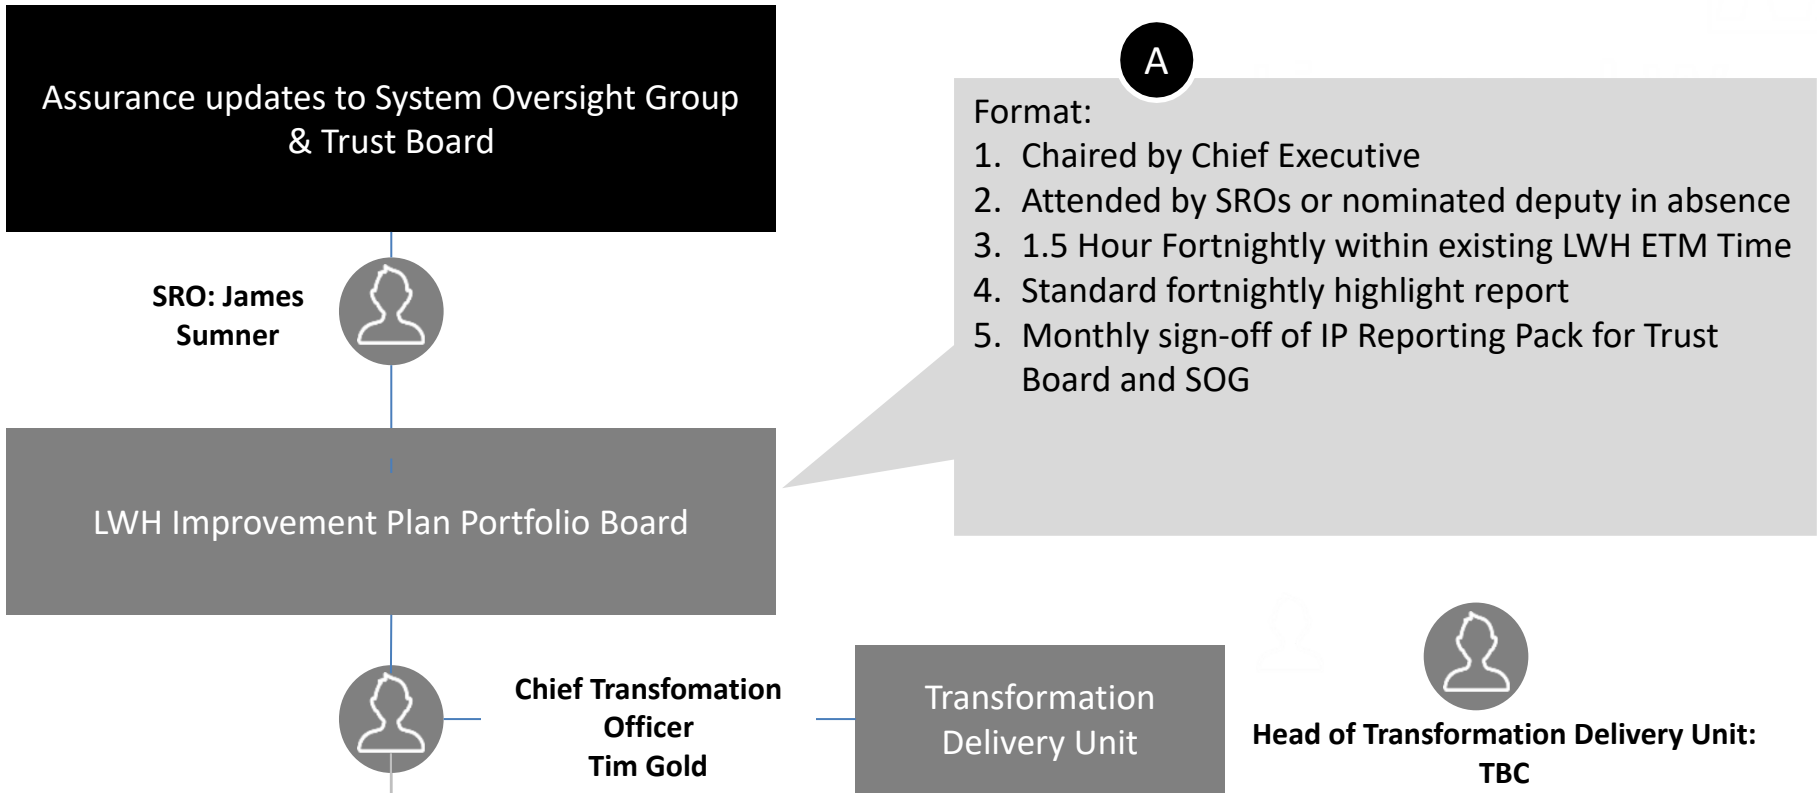 Assurance updates to System Oversight Group
& Trust Board
A
Format:
1. Chaired by Chief Executive
2. Attended by SROs or nominated deputy in absence
3. 1.5 Hour Fortnightly within existing LWH ETM Time
4. Standard fortnightly highlight report
5. Monthly sign-off of IP Reporting Pack for Trust
Board and SOG
SRO: James
Sumner
LWH Improvement Plan Portfolio Board
Chief Transfomation
Officer
Tim Gold
Transformation
Delivery Unit
Head of Transformation Delivery Unit:
TBC